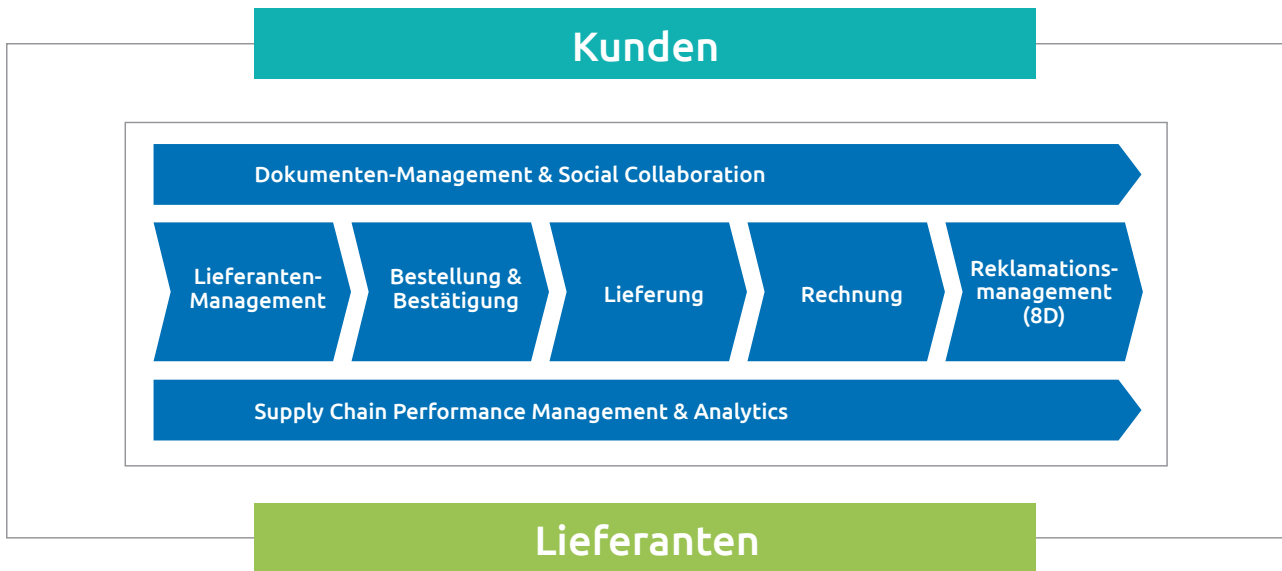 Kunden
Dokumenten-Management & Social Collaboration
Lieferanten-
Management
Bestellung &
Bestätigung
Lieferung
Rechnung
Reklamations-
management
(8D)
Supply Chain Performance Management & Analytics
Lieferanten